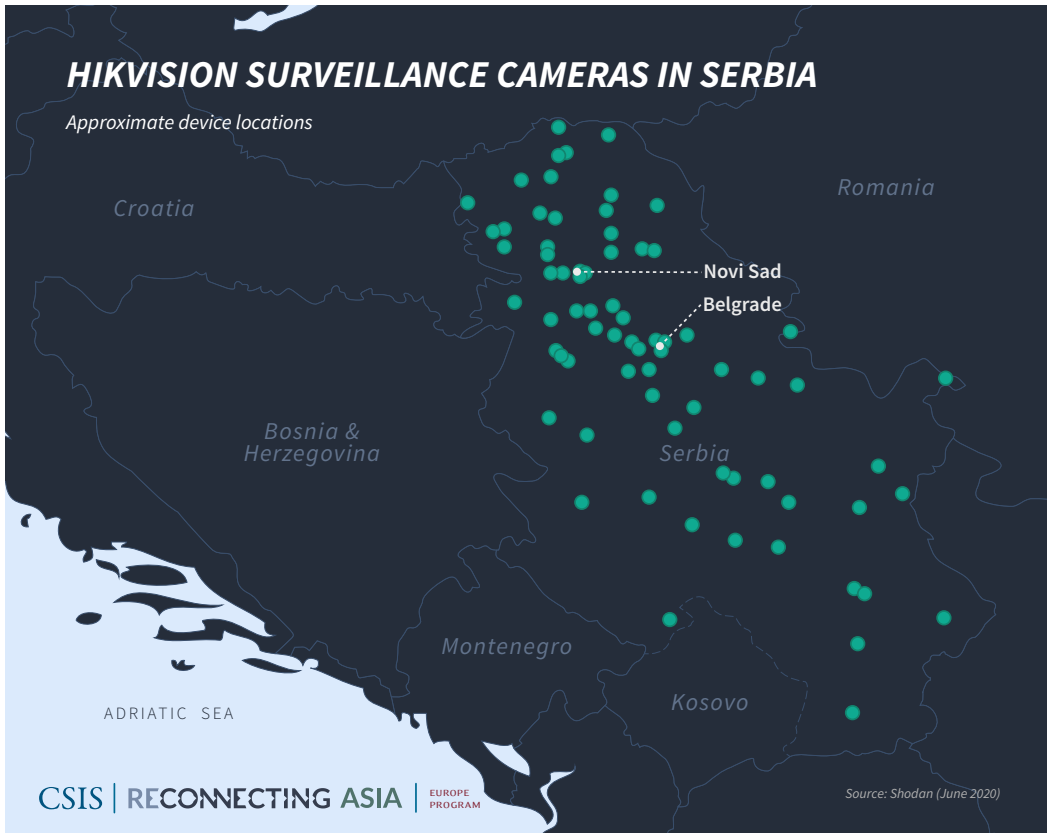 HIKVISION SURVEILLANCE CAMERAS IN SERBIA
Approximate device locations
Romania
Croatia
Novi Sad
Belgrade
Bosnia &
Herzegovina
Serbia
Montenegro
Kosovo
ADRIATIC SEA
CSIS | RECONNECTING ASIA | EUROPE
PROGRAM
Source: Shodan (June 2020)